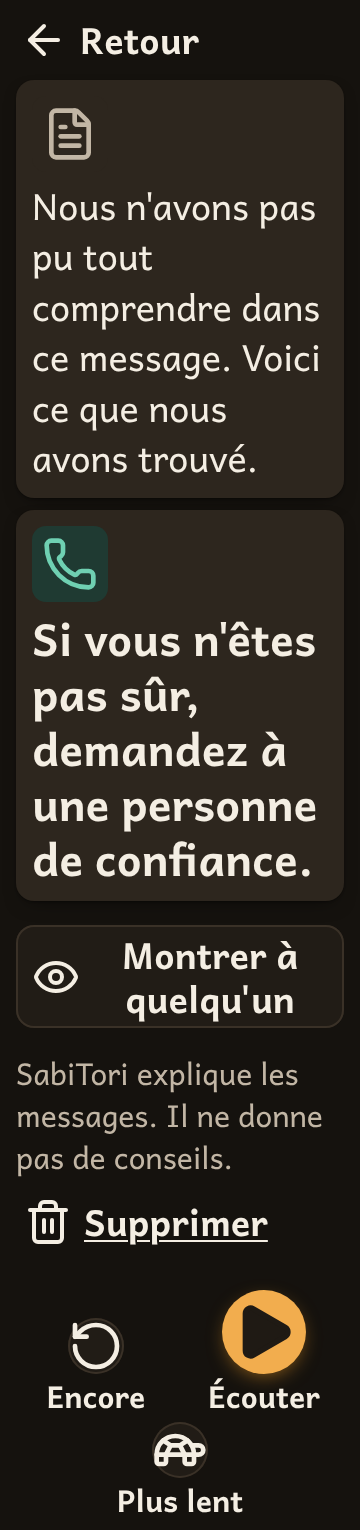 Retour
Nous n'avons pas
pu tout
comprendre dans
ce message. Voici
ce que nous
avons trouvé.
Si vous n'êtes
pas sûr,
demandez à
une personne
de confiance.
Montrer à
quelqu'un
SabiTori explique les
messages. Il ne donne
pas de conseils.
Supprimer
Encore
Écouter
Plus lent